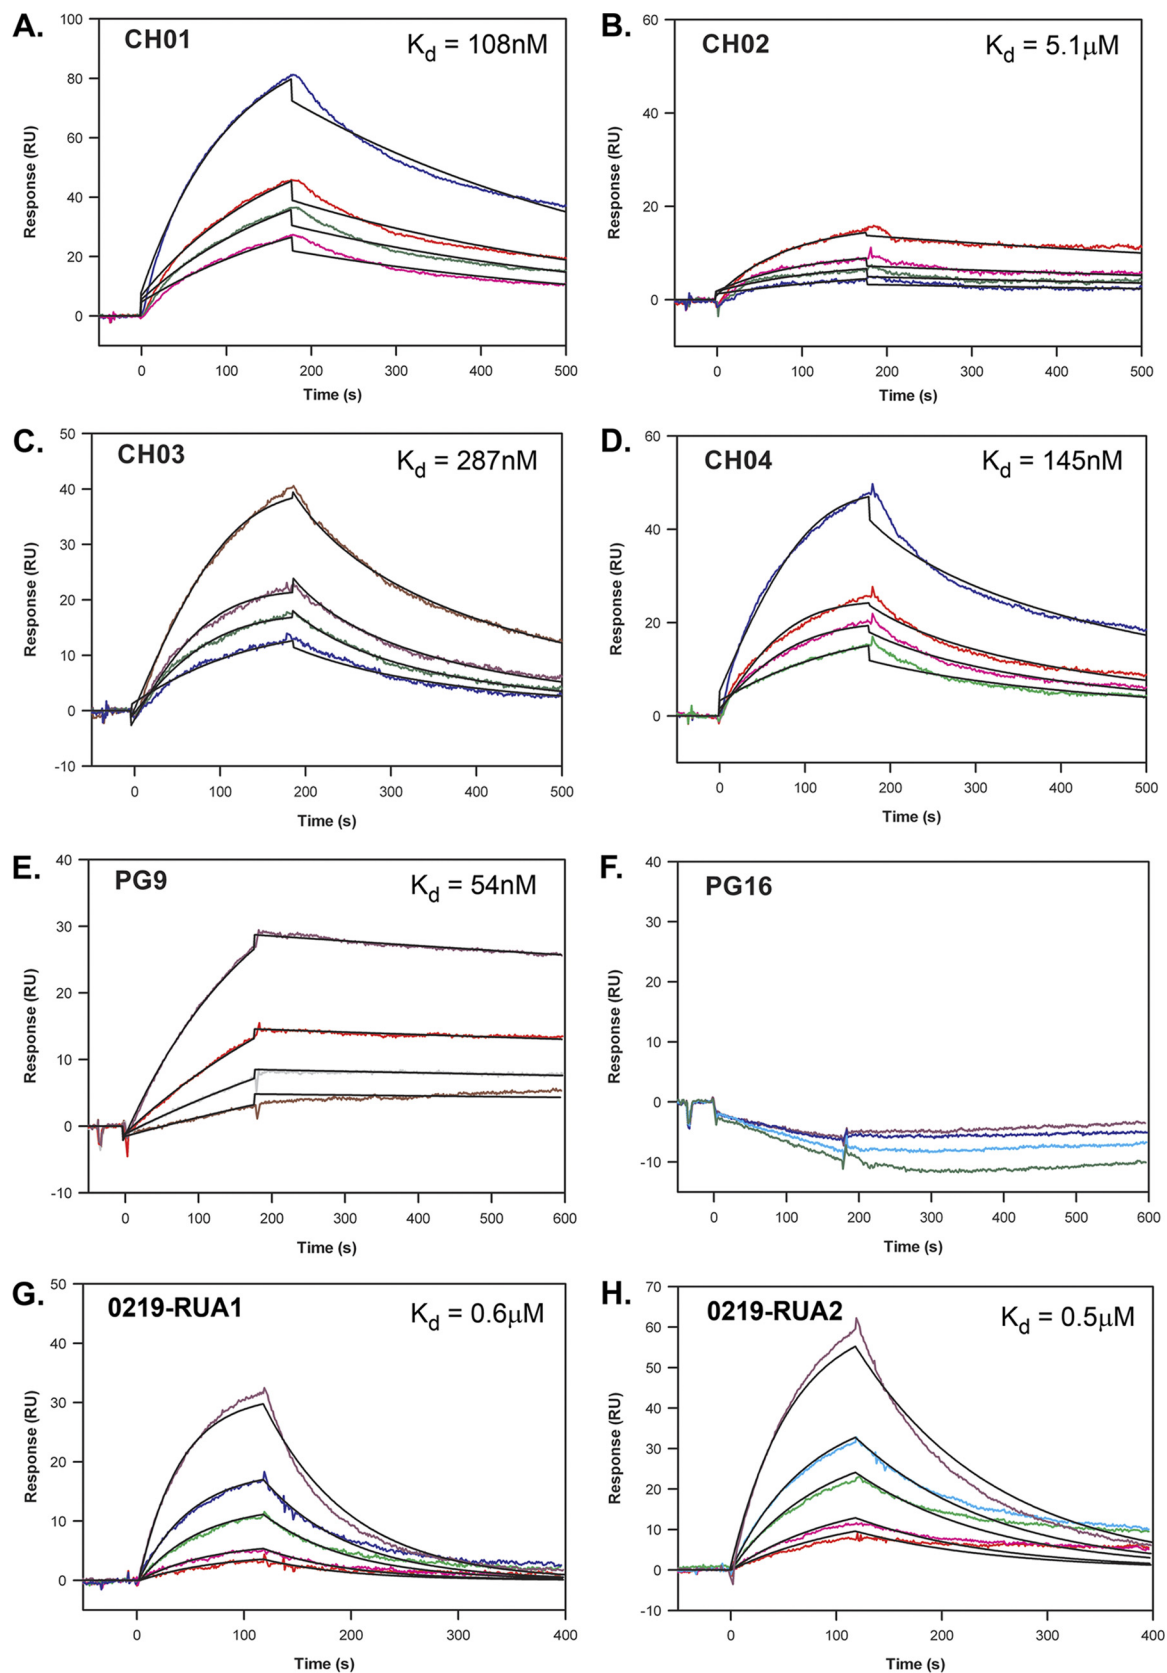 A.
CH01
Kd = 108nM
Response (RU)
100
80
60
40
20
0
0 100 200 300 400 500
Time (s)
B.
CH02
Kd = 5.1μM
Response (RU)
60
40
20
0
0 100 200 300 400 500
Time (s)
C.
CH03
Kd = 287nM
Response (RU)
50
40
30
20
10
0
-10
0 100 200 300 400 500
Time (s)
D.
CH04
Kd = 145nM
Response (RU)
60
40
20
0
0 100 200 300 400 500
Time (s)
E.
PG9
Kd = 54nM
Response (RU)
40
30
20
10
0
-10
0 100 200 300 400 500 600
Time (s)
F.
PG16
Response (RU)
40
30
20
10
0
-10
0 100 200 300 400 500 600
Time (s)
G.
0219-RUA1
Kd = 0.6μM
Response (RU)
50
40
30
20
10
0
0 100 200 300 400
Time (s)
H.
0219-RUA2
Kd = 0.5μM
Response (RU)
70
60
50
40
30
20
10
0
-10
0 100 200 300 400
Time (s)